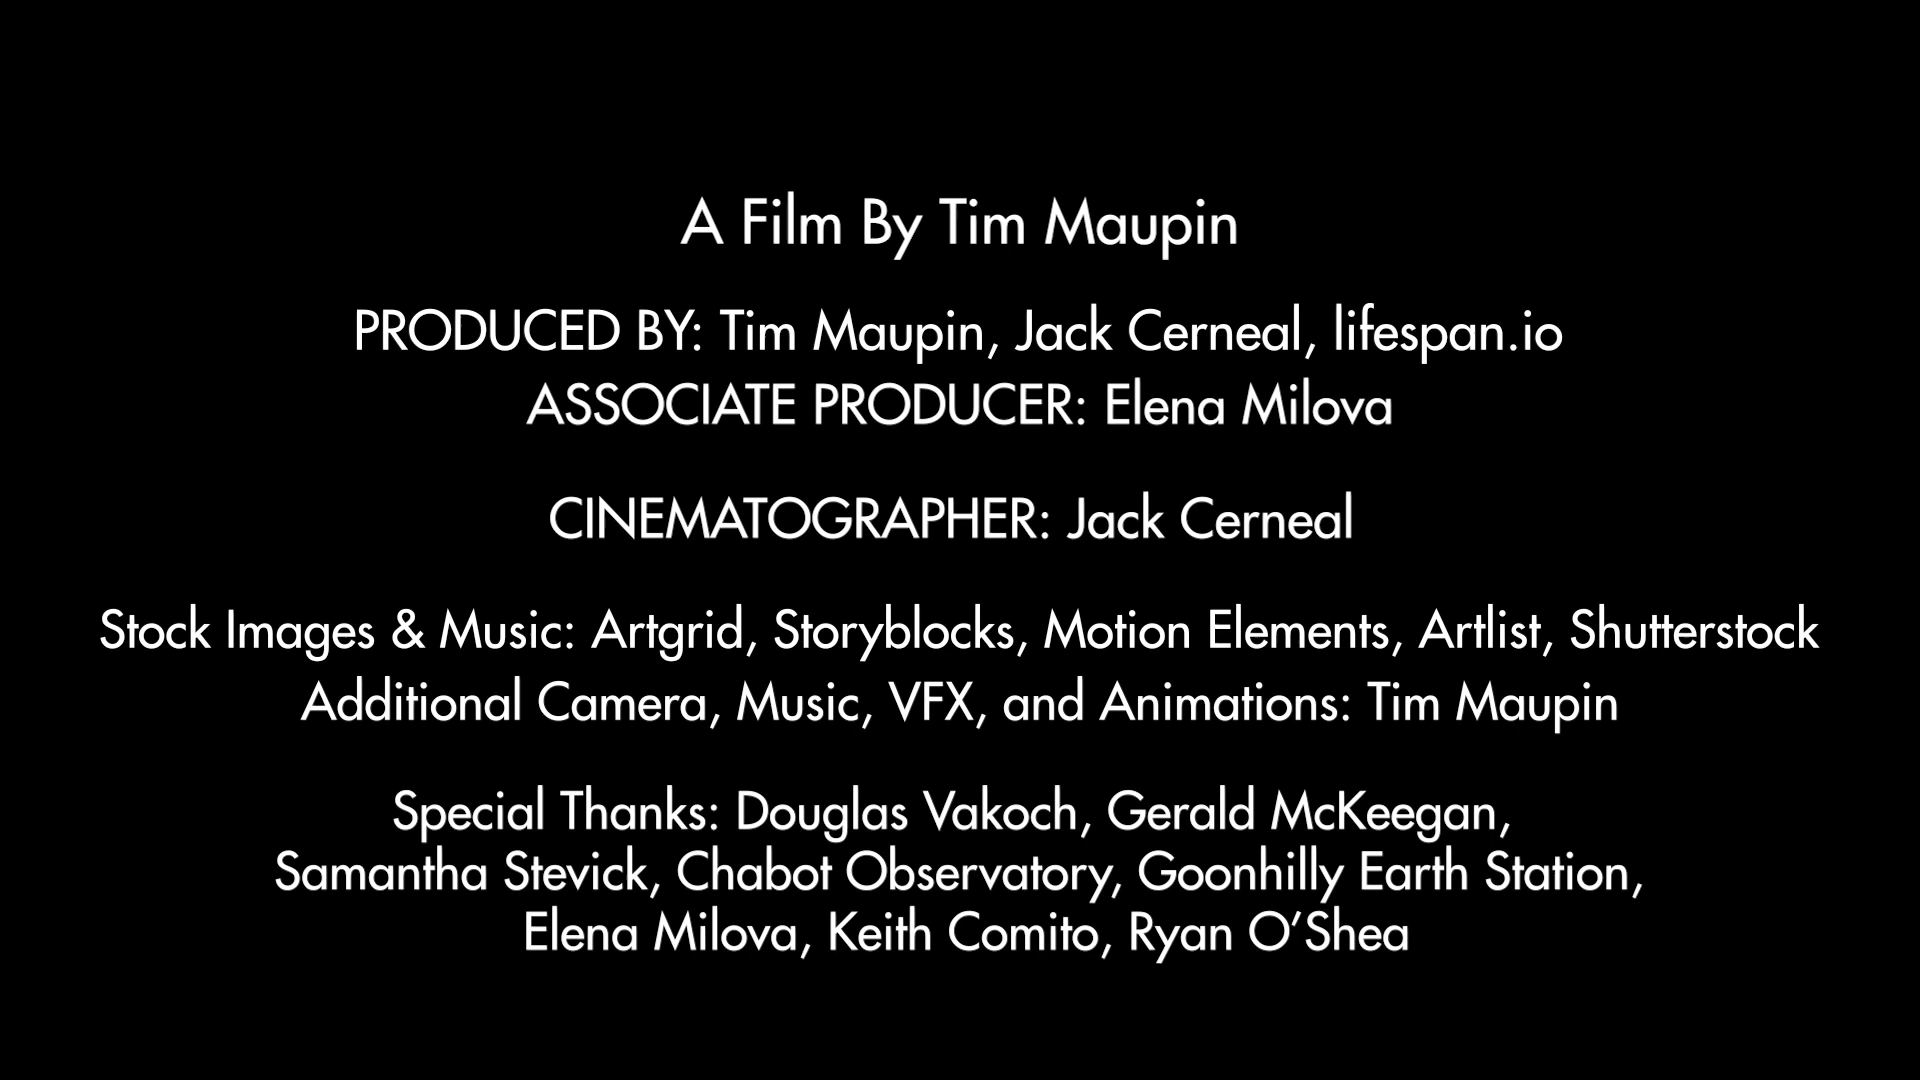 A Film By Tim Maupin
PRODUCED BY: Tim Maupin, Jack Cerneal, lifespan.io
ASSOCIATE PRODUCER: Elena Milova
CINEMATOGRAPHER: Jack Cerneal
Stock Images & Music: Artgrid, Storyblocks, Motion Elements, Artlist, Shutterstock
Additional Camera, Music, VFX, and Animations: Tim Maupin
Special Thanks: Douglas Vakoch, Gerald McKeegan,
Samantha Stevick, Chabot Observatory, Goonhilly Earth Station,
Elena Milova, Keith Comito, Ryan O’Shea